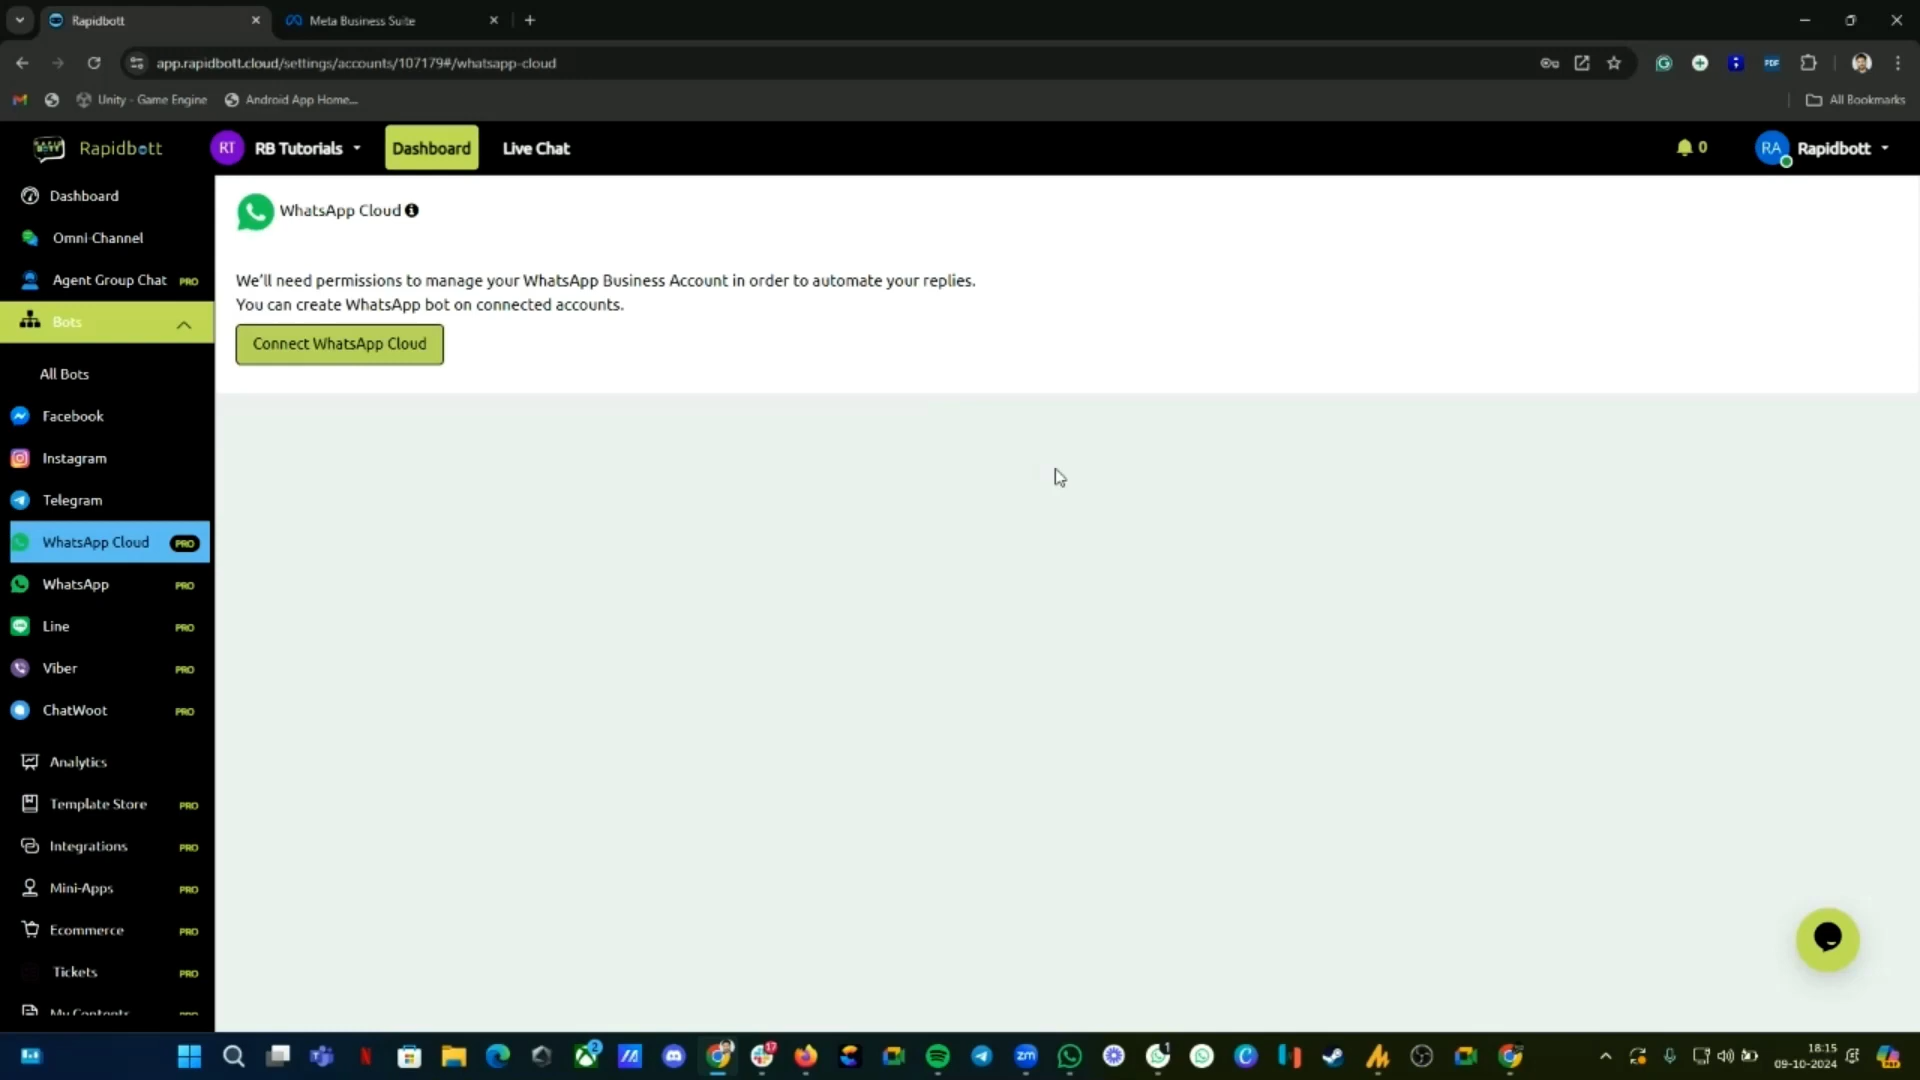 Rapidbott
Meta Business Suite
app.rapidbott.cloud/settings/accounts/107179#/whatsapp-cloud
PDF
Unity - Game Engine
Android App Home...
All Bookmarks
Rapidbott
RT
RB Tutorials
Dashboard
Live Chat
0
RA
Rapidbott
Dashboard
Omni-Channel
Agent Group Chat PRO
Bots
All Bots
Facebook
Instagram
Telegram
WhatsApp Cloud PRO
WhatsApp PRO
Line PRO
Viber PRO
ChatWoot PRO
Analytics
Template Store PRO
Integrations PRO
Mini-Apps PRO
Ecommerce PRO
Tickets PRO
WhatsApp Cloud
We'll need permissions to manage your WhatsApp Business Account in order to automate your replies.
You can create WhatsApp bot on connected accounts.
Connect WhatsApp Cloud
2
17
zm
1
18:15
09-10-2024